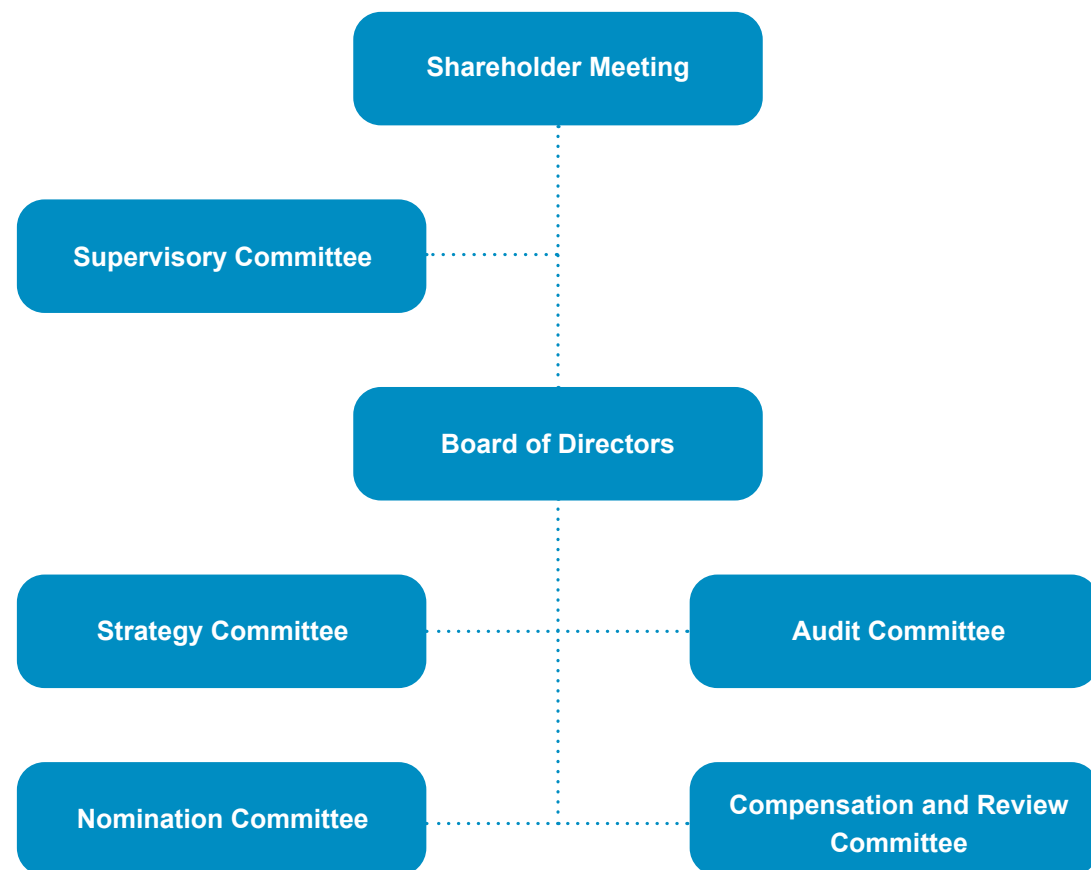 Shareholder Meeting
Supervisory Committee
Board of Directors
Strategy Committee
Audit Committee
Nomination Committee
Compensation and Review
Committee